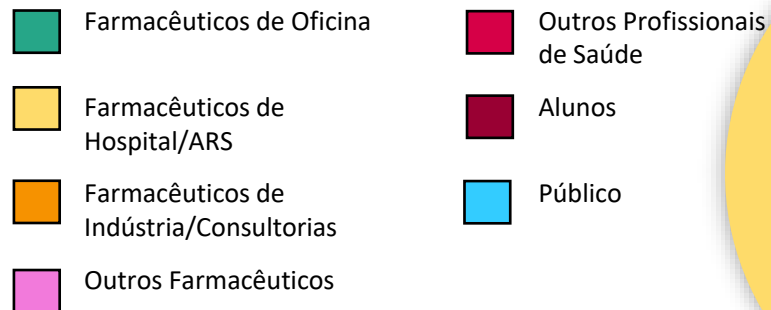 Farmacêuticos de Oficina
Farmacêuticos de
Hospital/ARS
Farmacêuticos de
Indústria/Consultorias
Outros Farmacêuticos
Outros Profissionais
de Saúde
Alunos
Público